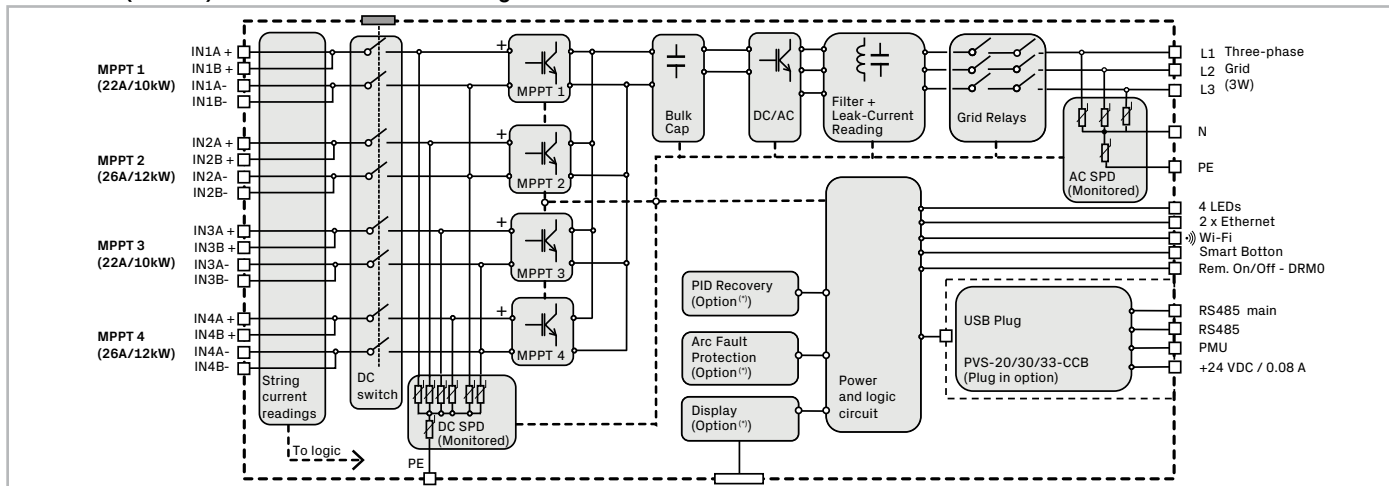 IN1A +
IN1B +
IN1A-
IN1B-
MPPT 1
(22A/10kW)
IN2A +
IN2B +
IN2A-
IN2B-
MPPT 2
(26A/12kW)
IN3A +
IN3B +
IN3A-
IN3B-
MPPT 3
(22A/10kW)
IN4A +
IN4B +
IN4A-
IN4B-
MPPT 4
(26A/12kW)
String
current
readings
To logic
DC
switch
+
MPPT 1
MPPT 2
+
MPPT 3
+
MPPT 4
DC SPD
(Monitored)
PE
Bulk
Cap
DC/AC
Filter +
Leak-Current
Reading
Grid Relays
AC SPD
(Monitored)
PID Recovery
(Option(*))
Arc Fault
Protection
(Option(*))
Display
(Option(*))
Power
and logic
circuit
USB Plug
PVS-20/30/33-CCB
(Plug in option)
L1 Three-phase
L2 Grid
L3 (3W)
N
PE
4 LEDs
2 x Ethernet
Wi-Fi
Smart Botton
Rem. On/Off - DRM0
RS485 main
RS485
PMU
+24 VDC / 0.08 A